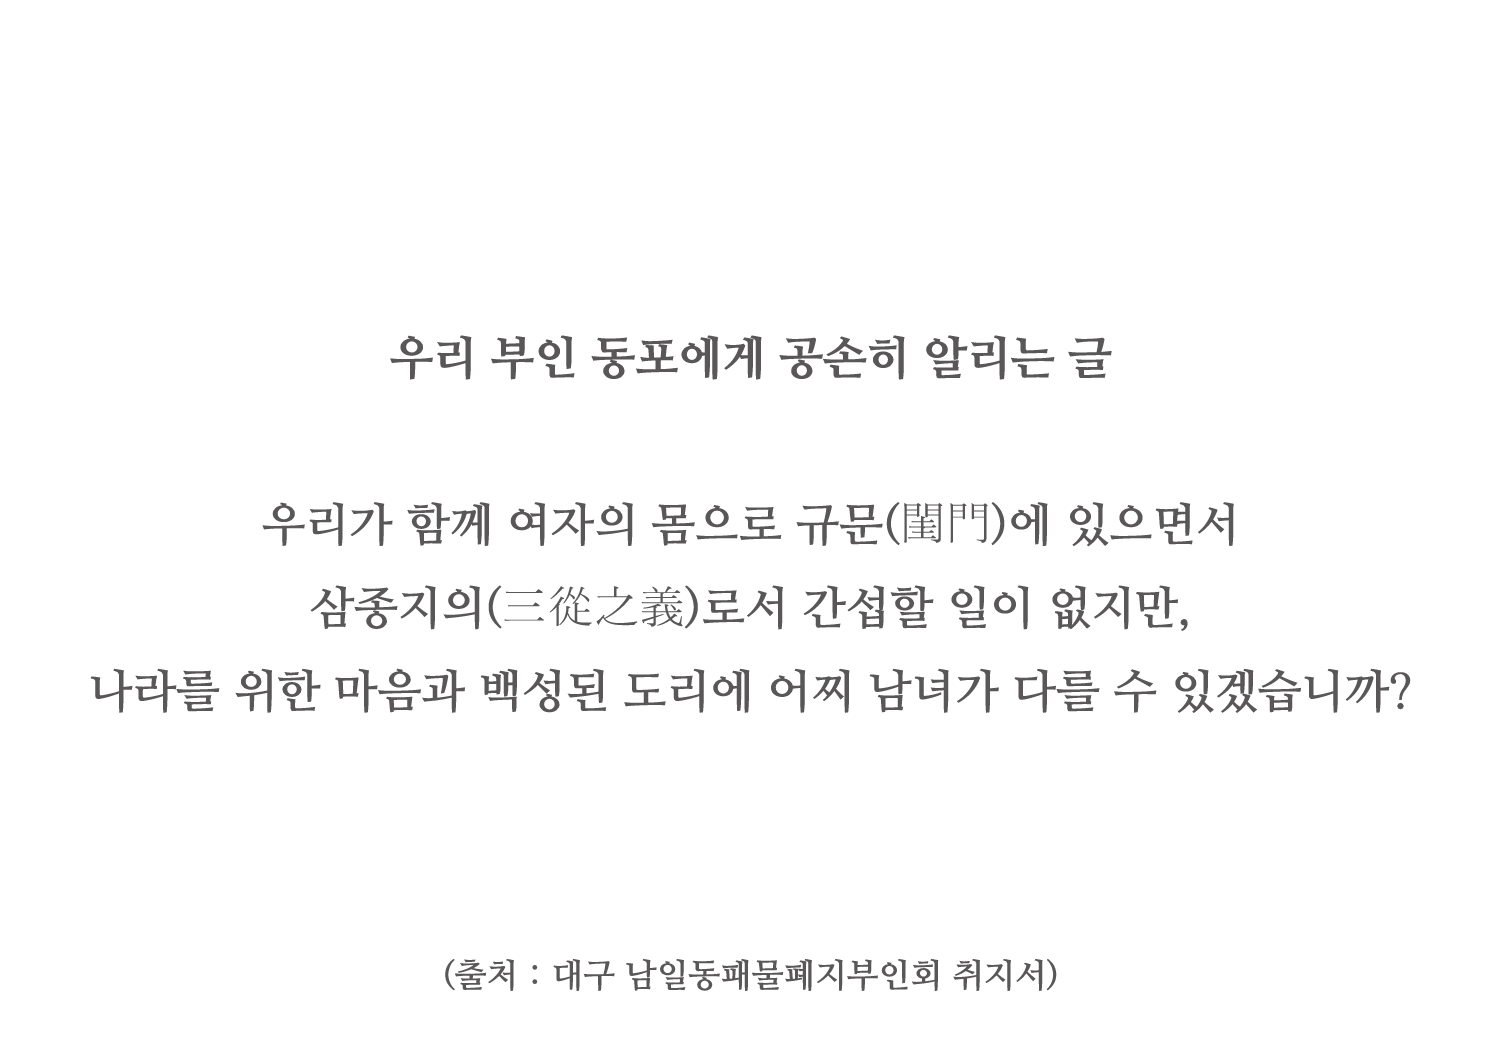 우리 부인 동포에게 공손히 알리는 글
우리가 함께 여자의 몸으로 규문(閨門)에 있으면서
삼종지의(三從之義)로서 간섭할 일이 없지만,
나라를 위한 마음과 백성된 도리에 어찌 남녀가 다를 수 있겠습니까?
(출처 : 대구 남일동패물폐지부인회 취지서)